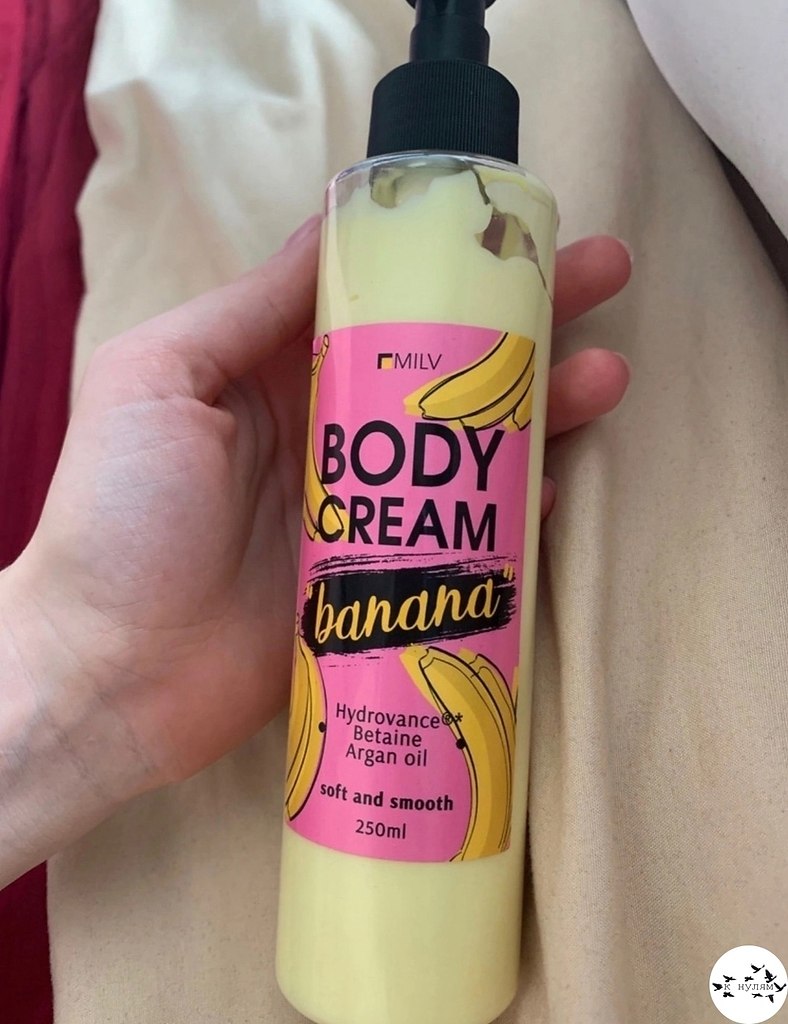 MILV
BODY
CREAM
"banana"
Hydrovance®*
Betaine
Argan oil
soft and smooth
250ml
К НУЛЯМ